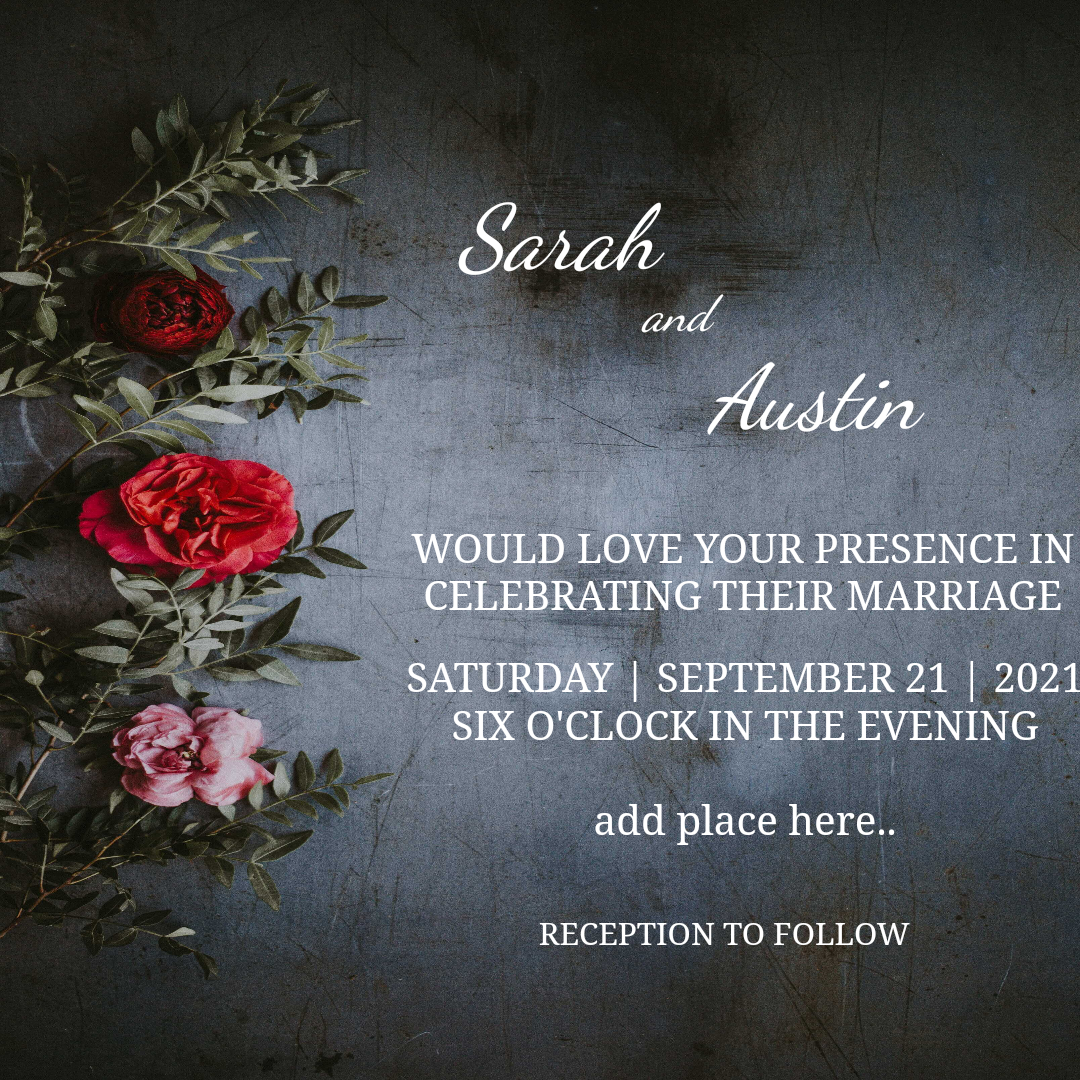 Sarah
and
Austin
WOULD LOVE YOUR PRESENCE IN
CELEBRATING THEIR MARRIAGE
SATURDAY | SEPTEMBER 21 | 2021
SIX O'CLOCK IN THE EVENING
add place here..
RECEPTION TO FOLLOW